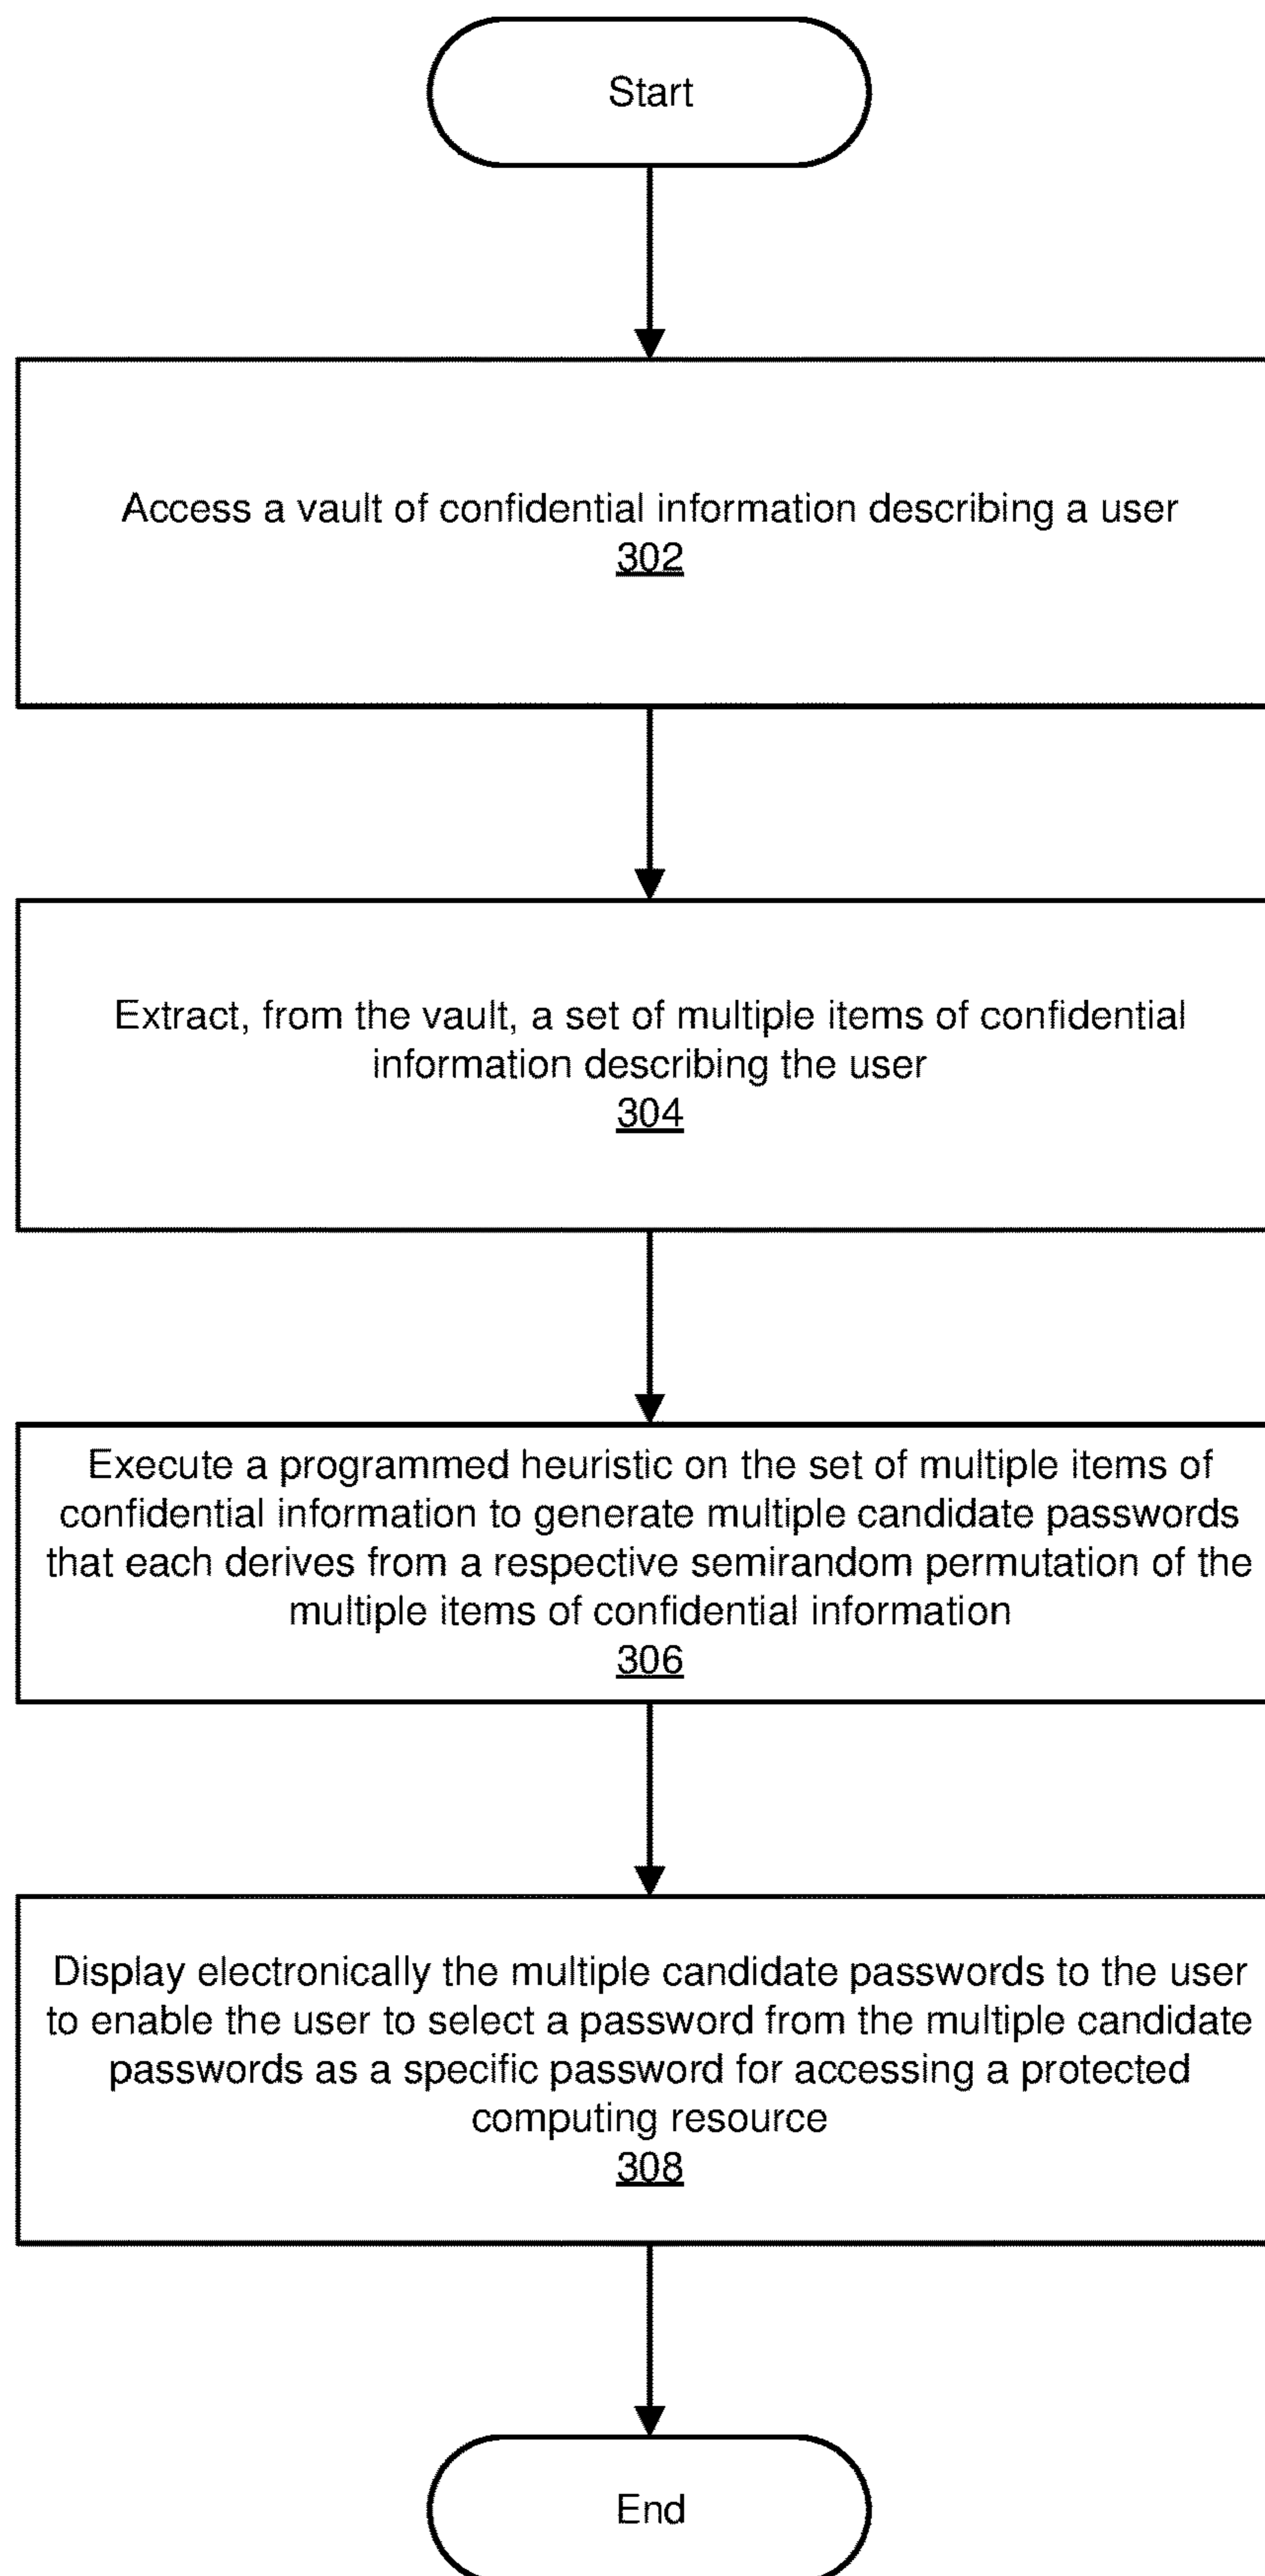 Start
Access a vault of confidential information describing a user
302
Extract, from the vault, a set of multiple items of confidential
information describing the user
304
Execute a programmed heuristic on the set of multiple items of
confidential information to generate multiple candidate passwords
that each derives from a respective semirandom permutation of the
multiple items of confidential information
306
Display electronically the multiple candidate passwords to the user
to enable the user to select a password from the multiple candidate
passwords as a specific password for accessing a protected
computing resource
308
End